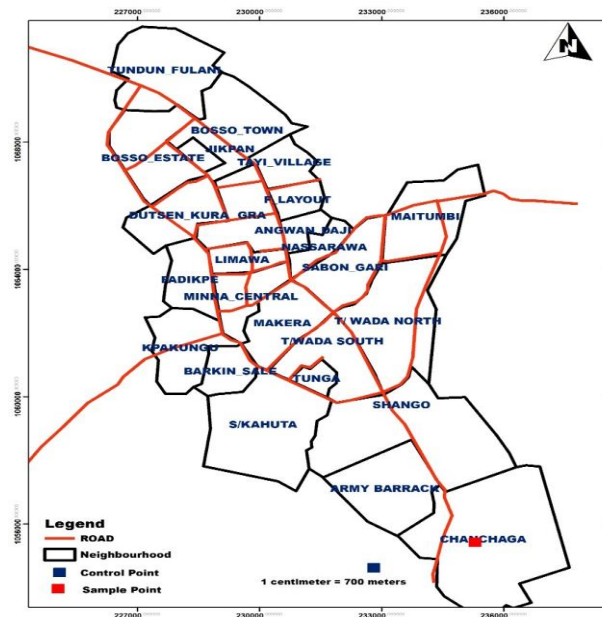 227000 230000 233000 236000
N
TUNDUN_FULANI
BOSSO_TOWN
JIKPAN
BOSSO_ESTATE
TAYI_VILLAGE
F_LAYOUT
DUTSEN_KURA_GRA
MAITUMBI
ANGWAN_DAJI
NASSARAWA
LIMAWA
SABON_GARI
FADIKPE
MINNA_CENTRAL
MAKERA
T/ WADA NORTH
T/WADA SOUTH
KPAKUNGU
BARKIN_SALE
TUNGA
SHANGO
S/KAHUTA
ARMY BARRACK
CHANCHAGA
Legend
ROAD
Neighbourhood
Control Point
Sample Point
1 centimeter = 700 meters
227000 230000 233000 236000